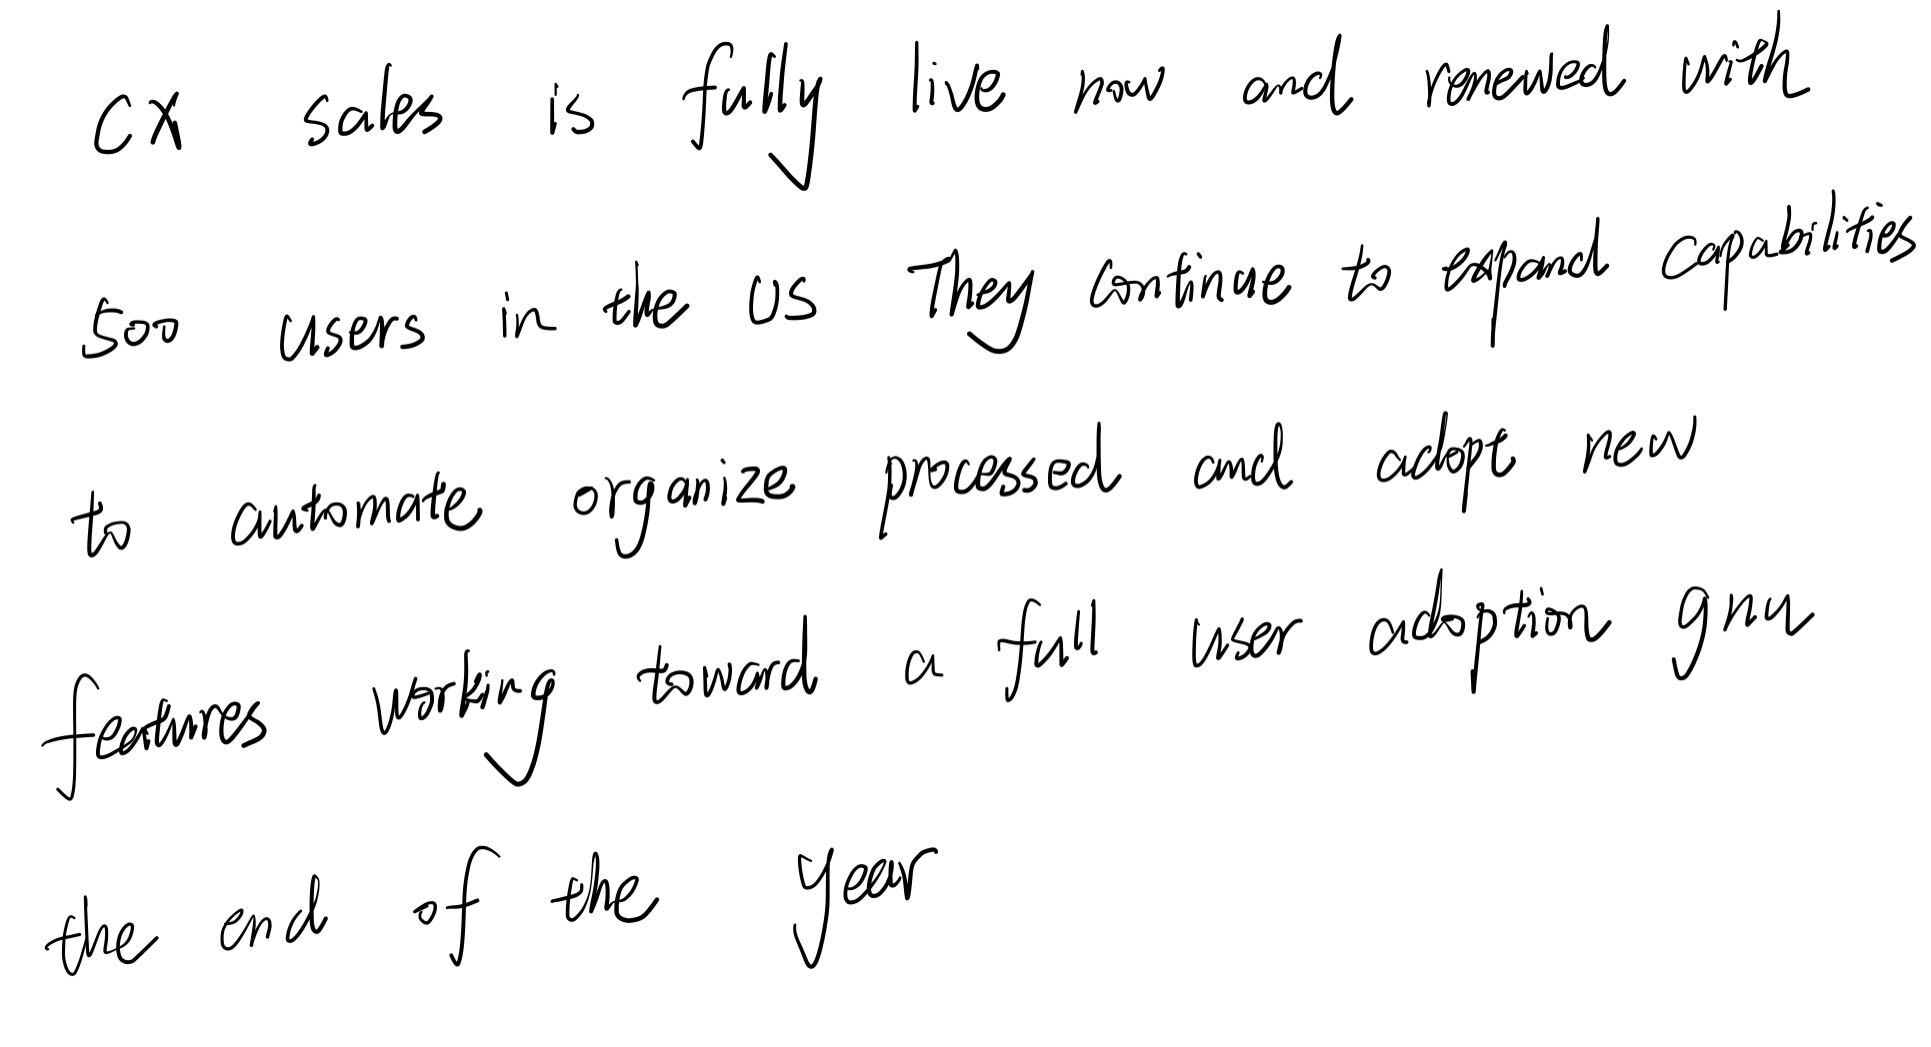 CX sales is fully live now and renewed with
500 users in the US They continue to expand capabilities
to automate organize processed and adopt new
features working toward a full user adoption gnu
the end of the year